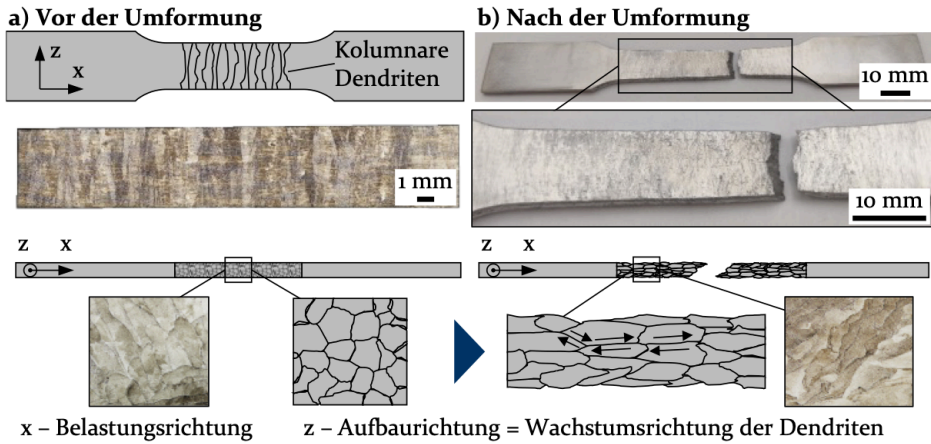 a) Vor der Umformung
z
x
Kolumnare
Dendriten
1 mm
z x
b) Nach der Umformung
10 mm
10 mm
z x
x – Belastungsrichtung
z – Aufbaurichtung = Wachstumsrichtung der Dendriten